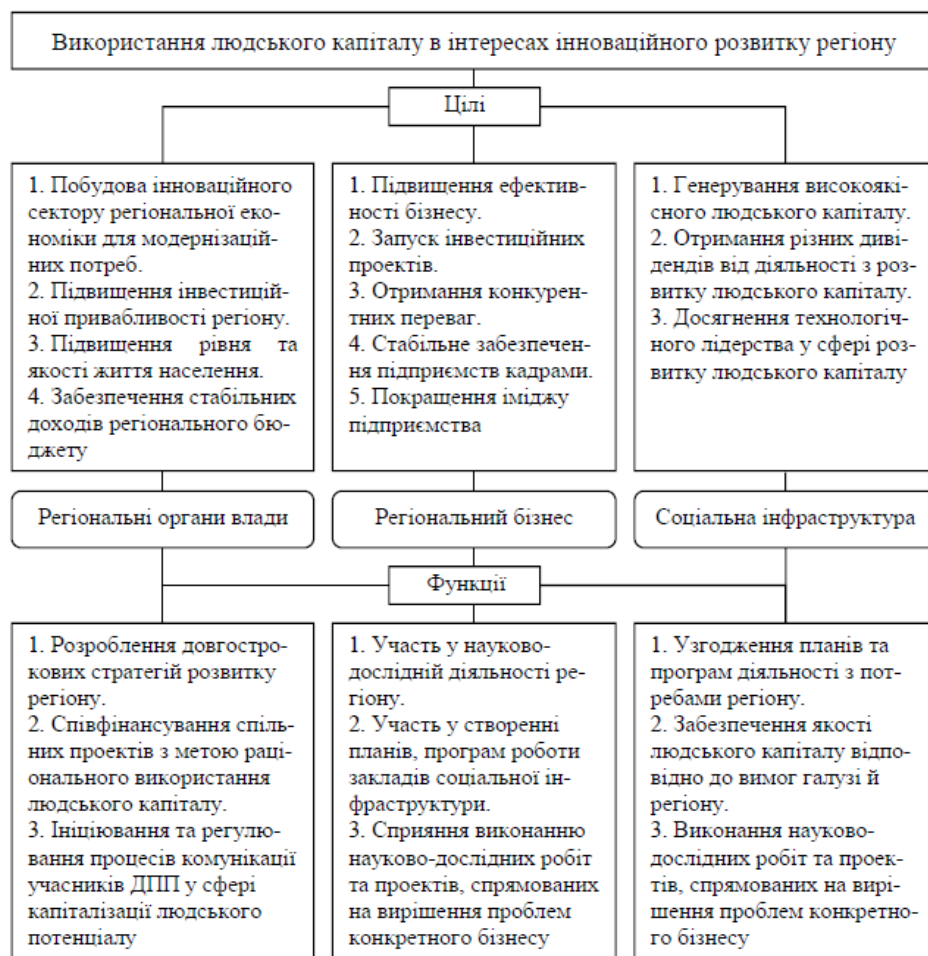 Використання людського капіталу в інтересах інноваційного розвитку регіону
Цілі
1. Побудова інноваційного
сектору регіональної еко-
номіки для модернізацій-
них потреб.
2. Підвищення інвестицій-
ної привабливості регіону.
3. Підвищення рівня та
якості життя населення.
4. Забезпечення стабільних
доходів регіонального бю-
джету
1. Підвищення ефектив-
ності бізнесу.
2. Запуск інвестиційних
проектів.
3. Отримання конкурен-
тних переваг.
4. Стабільне забезпечен-
ня підприємств кадрами.
5. Покращення іміджу
підприємства
1. Генерування високоякі-
сного людського капіталу.
2. Отримання різних диві-
дендів від діяльності з роз-
витку людського капіталу.
3. Досягнення технологіч-
ного лідерства у сфері роз-
витку людського капіталу
Регіональні органи влади
Регіональний бізнес
Соціальна інфраструктура
Функції
1. Розроблення довгостро-
кових стратегій розвитку
регіону.
2. Співфінансування спіль-
них проектів з метою раці-
онального використання
людського капіталу.
3. Ініціювання та регулю-
вання процесів комунікації
учасників ДПП у сфері
капіталізації людського
потенціалу
1. Участь у науково-
дослідній діяльності ре-
гіону.
2. Участь у створенні
планів, програм роботи
закладів соціальної ін-
фраструктури.
3. Сприяння виконанню
науково-дослідних робіт
та проектів, спрямованих
на вирішення проблем
конкретного бізнесу
1. Узгодження планів та
програм діяльності з пот-
ребами регіону.
2. Забезпечення якості
людського капіталу відпо-
відно до вимог галузі й
регіону.
3. Виконання науково-
дослідних робіт та проек-
тів, спрямованих на вирі-
шення проблем конкретно-
го бізнесу